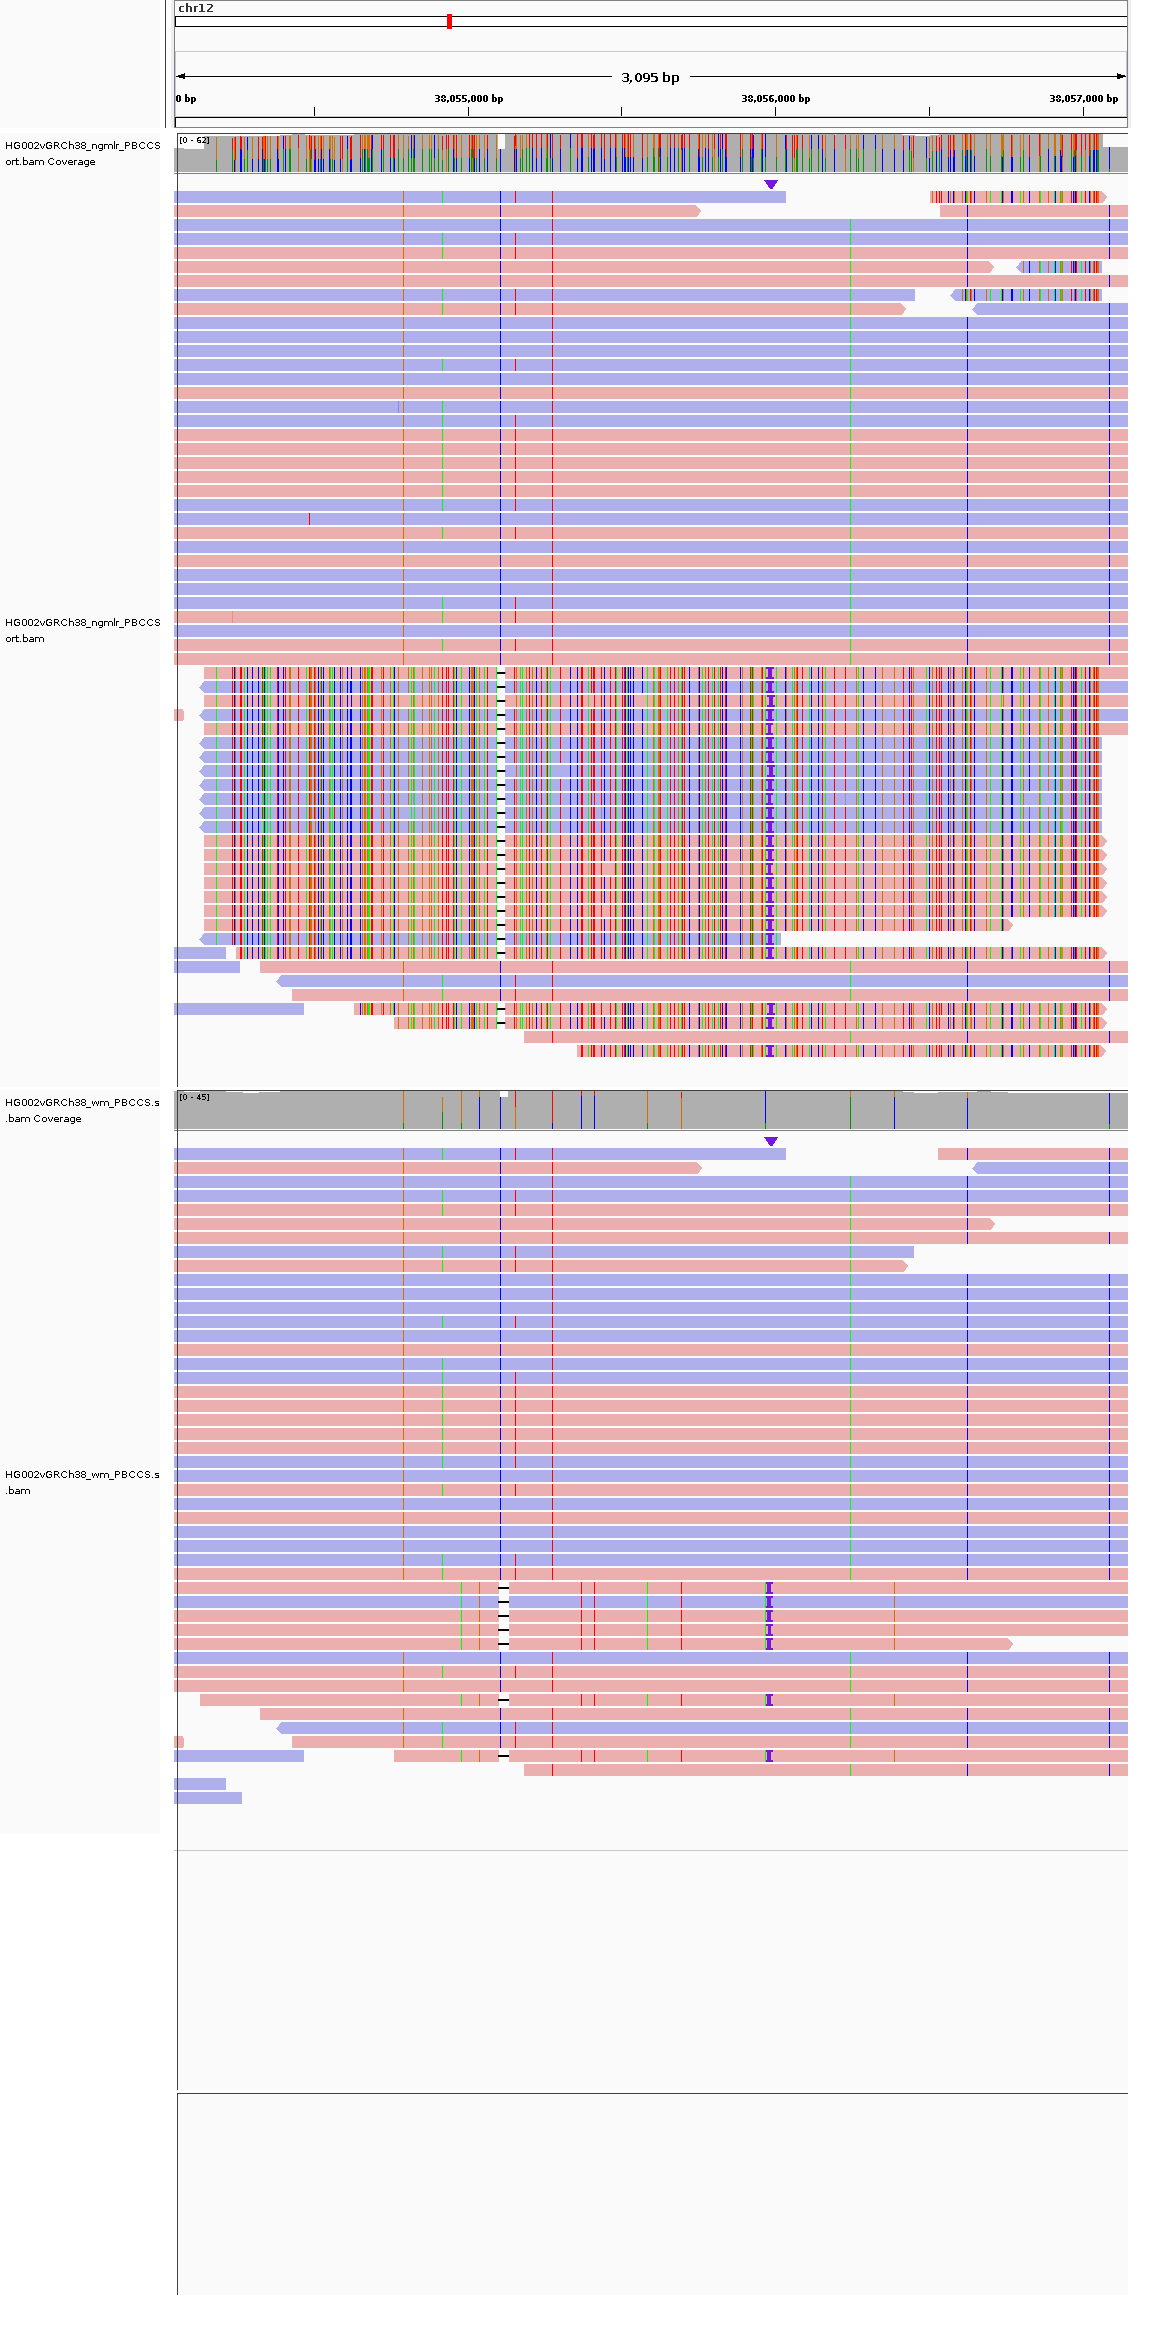 chr12
3,095 bp
0 bp 38,055,000 bp 38,056,000 bp 38,057,000 bp
HG002vGRCh38_ngmlr_PBCCS
ort.bam Coverage
[0 - 62]
HG002vGRCh38_ngmlr_PBCCS
ort.bam
HG002vGRCh38_wm_PBCCS.s
.bam Coverage
[0 - 45]
HG002vGRCh38_wm_PBCCS.s
.bam